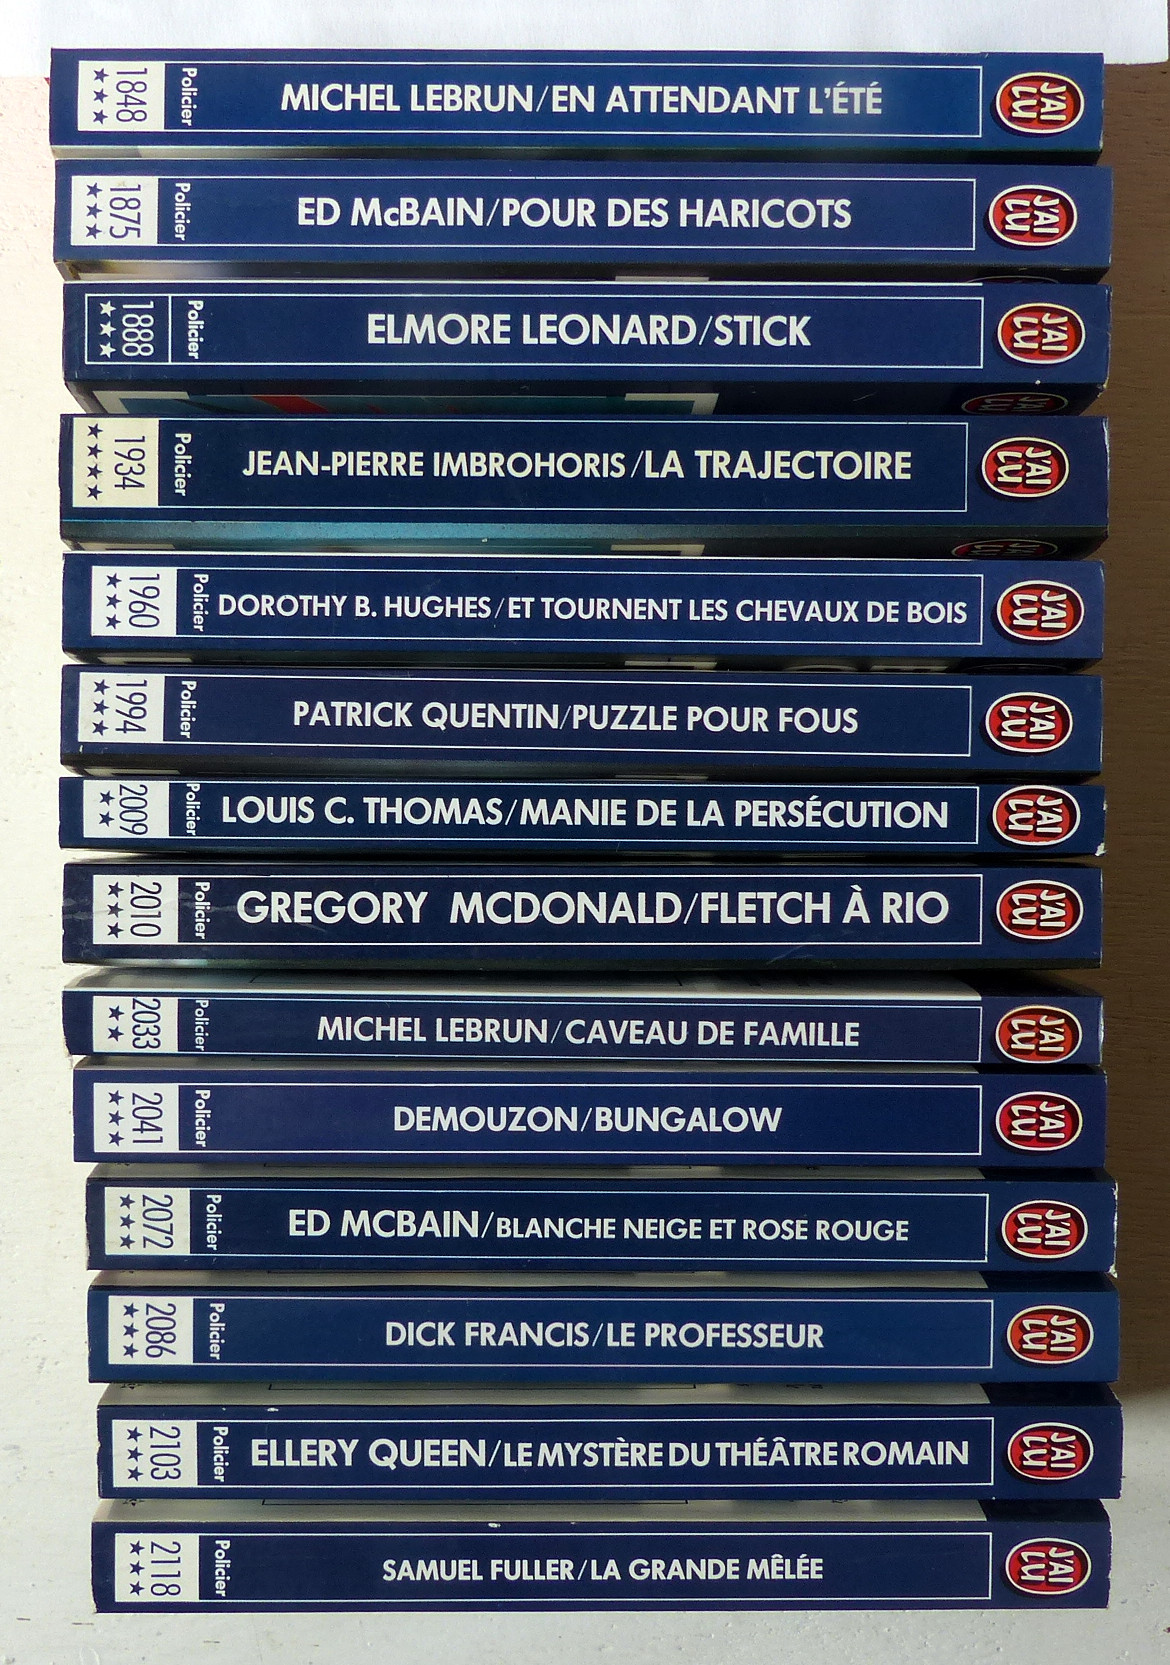 1848
★★★
Policier
MICHEL LEBRUN/EN ATTENDANT L'ÉTÉ
J'AI
LU
1875
★★★
Policier
ED McBAIN/POUR DES HARICOTS
J'AI
LU
1888
★★★
Policier
ELMORE LEONARD/STICK
J'AI
LU
1934
★★★★
Policier
JEAN-PIERRE IMBROHORIS/LA TRAJECTOIRE
J'AI
LU
1960
★★★
Policier
DOROTHY B. HUGHES/ET TOURNENT LES CHEVAUX DE BOIS
J'AI
LU
1994
★★★
Policier
PATRICK QUENTIN/PUZZLE POUR FOUS
J'AI
LU
2009
★★
Policier
LOUIS C. THOMAS/MANIE DE LA PERSÉCUTION
J'AI
LU
2010
★★★
Policier
GREGORY MCDONALD/FLETCH À RIO
J'AI
LU
2033
★★
Policier
MICHEL LEBRUN/CAVEAU DE FAMILLE
J'AI
LU
2041
★★★
Policier
DEMOUZON/BUNGALOW
J'AI
LU
2072
★★★
Policier
ED MCBAIN/BLANCHE NEIGE ET ROSE ROUGE
J'AI
LU
2086
★★★
Policier
DICK FRANCIS/LE PROFESSEUR
J'AI
LU
2103
★★★
Policier
ELLERY QUEEN/LE MYSTÈRE DU THÉÂTRE ROMAIN
J'AI
LU
2118
★★★
Policier
SAMUEL FULLER/LA GRANDE MÊLÉE
J'AI
LU